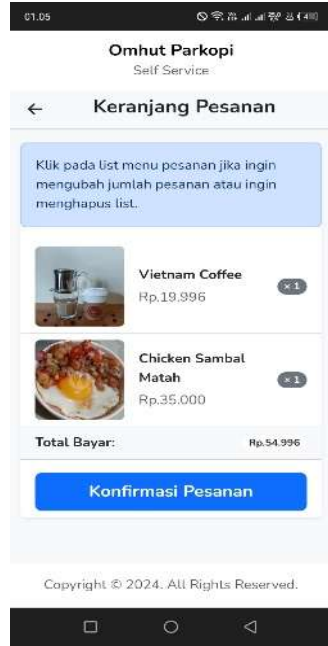 01.05
Omhut Parkopi
Self Service
Keranjang Pesanan
Klik pada list menu pesanan jika ingin
mengubah jumlah pesanan atau ingin
menghapus list.
Vietnam Coffee
Rp.19.996
× 1
Chicken Sambal
Matah
Rp.35.000
× 1
Total Bayar: Rp.54.996
Konfirmasi Pesanan
Copyright © 2024. All Rights Reserved.